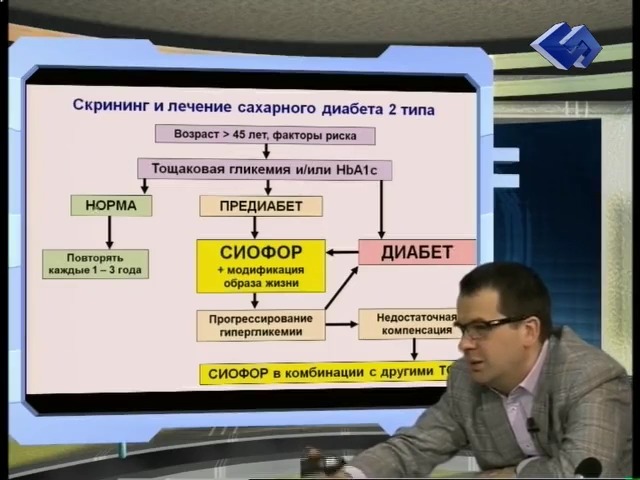 Скрининг и лечение сахарного диабета 2 типа
Возраст > 45 лет, факторы риска
Тощаковая гликемия и/или HbA1c
НОРМА
ПРЕДИАБЕТ
Повторять
каждые 1 – 3 года
СИОФОР
+ модификация
образа жизни
ДИАБЕТ
Прогрессирование
гипергликемии
Недостаточная
компенсация
СИОФОР в комбинации с другими